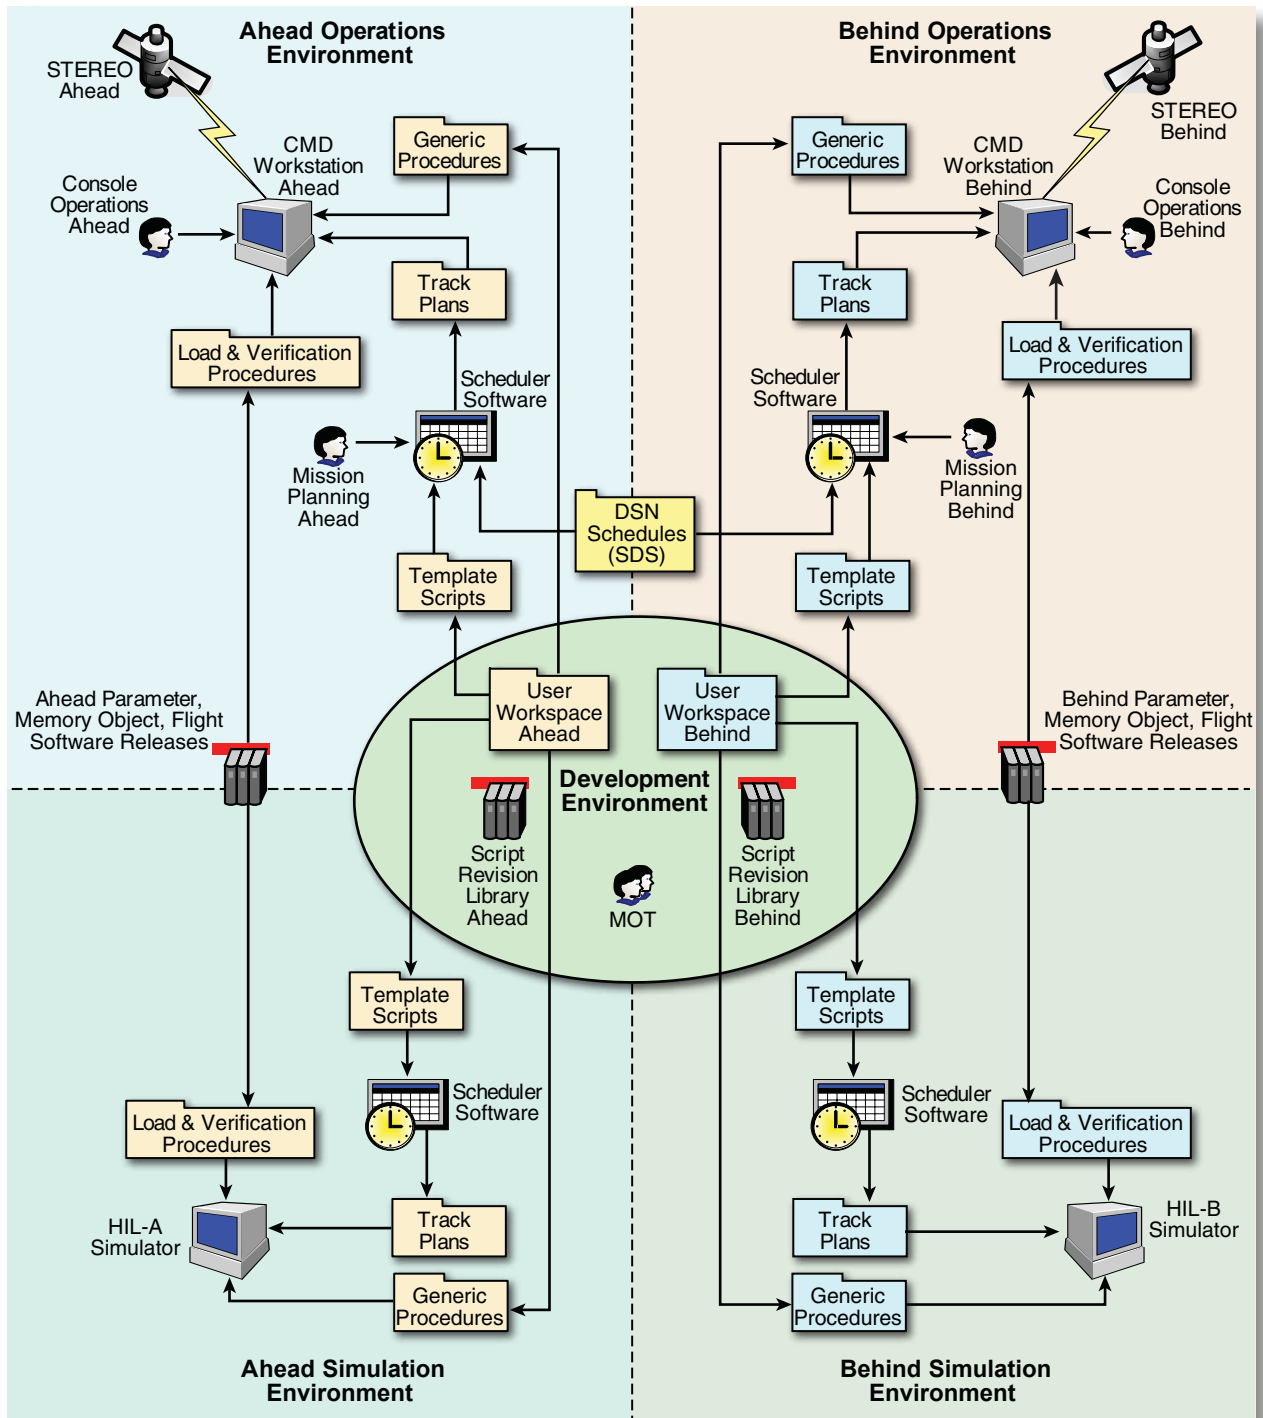 Ahead Operations
Environment
Behind Operations
Environment
STEREO
Ahead
CMD
Workstation
Ahead
Generic
Procedures
Console
Operations
Ahead
Track
Plans
Load & Verification
Procedures
Scheduler
Software
Mission
Planning
Ahead
Template
Scripts
DSN
Schedules
(SDS)
STEREO
Behind
CMD
Workstation
Behind
Generic
Procedures
Console
Operations
Behind
Track
Plans
Load & Verification
Procedures
Scheduler
Software
Mission
Planning
Behind
Template
Scripts
Ahead Parameter,
Memory Object, Flight
Software Releases
User
Workspace
Ahead
User
Workspace
Behind
Behind Parameter,
Memory Object, Flight
Software Releases
Development
Environment
Script
Revision
Library
Ahead
MOT
Script
Revision
Library
Behind
Template
Scripts
Scheduler
Software
Load & Verification
Procedures
HIL-A
Simulator
Track
Plans
Generic
Procedures
Template
Scripts
Scheduler
Software
Load & Verification
Procedures
HIL-B
Simulator
Track
Plans
Generic
Procedures
Ahead Simulation
Environment
Behind Simulation
Environment